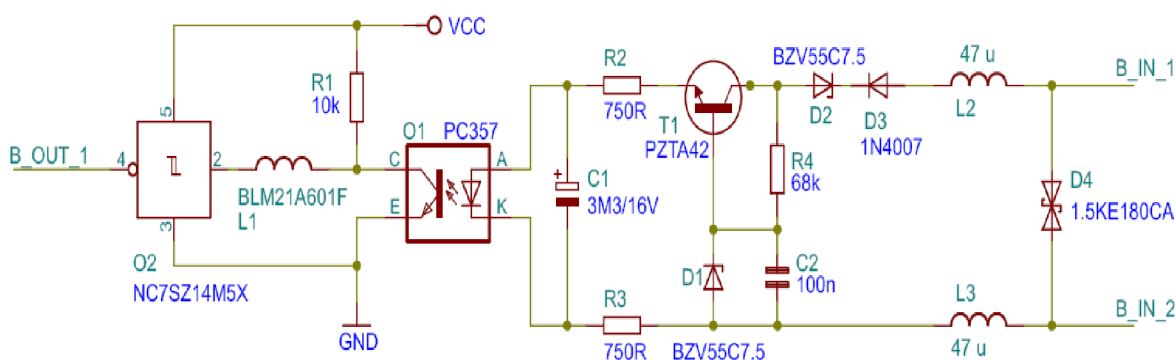 VCC
BZV55C7.5
47 u
B_IN_1
R1
10k
R2
750R
T1
PZTA42
D2
D3
1N4007
L2
5
O1
PC357
B_OUT_1
4
2
C
A
R4
68k
BLM21A601F
L1
E
K
+
C1
3M3/16V
D4
1.5KE180CA
3
O2
NC7SZ14M5X
D1
C2
100n
GND
R3
750R
BZV55C7.5
L3
47 u
B_IN_2